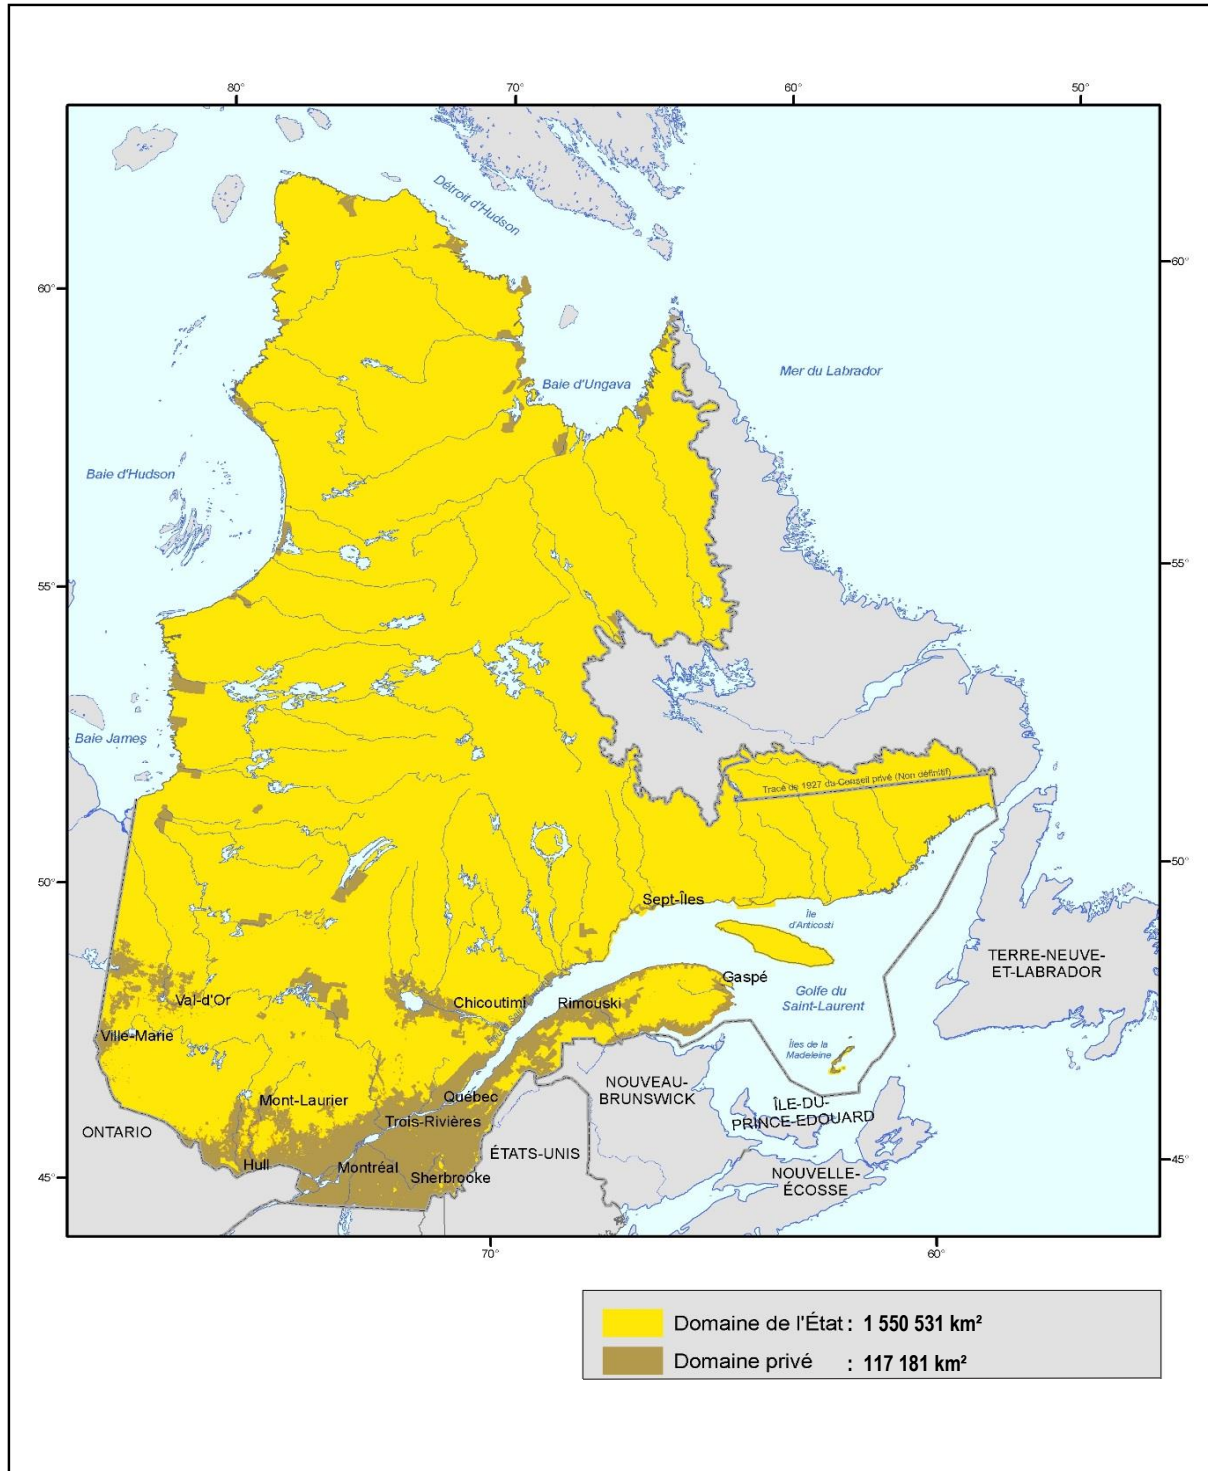 80°
70°
60°
50°
Détroit d'Hudson
60°
60°
Baie d'Ungava
Mer du Labrador
Baie d'Hudson
55°
55°
Baie James
Tracé de 1927 du Conseil privé (Non définitif)
50°
50°
Sept-Îles
Île
d'Anticosti
TERRE-NEUVE-
ET-LABRADOR
Gaspé
Golfe du
Saint-Laurent
Val-d'Or
Chicoutimi
Rimouski
Ville-Marie
Îles de la
Madeleine
Mont-Laurier
Québec
NOUVEAU-
BRUNSWICK
ÎLE-DU-
PRINCE-EDOUARD
Trois-Rivières
ONTARIO
ÉTATS-UNIS
Hull
Montréal
Sherbrooke
NOUVELLE-
ÉCOSSE
45°
45°
70°
60°
Domaine de l'État : 1 550 531 km²
Domaine privé : 117 181 km²